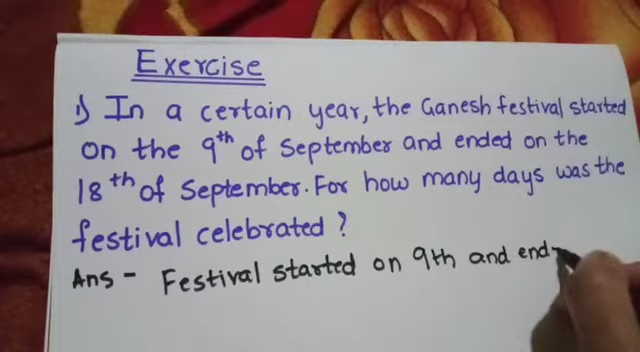 Exercise
1) In a certain year, the Ganesh festival started
on the 9th of September and ended on the
18th of September. For how many days was the
festival celebrated ?
Ans - Festival started on 9th and end